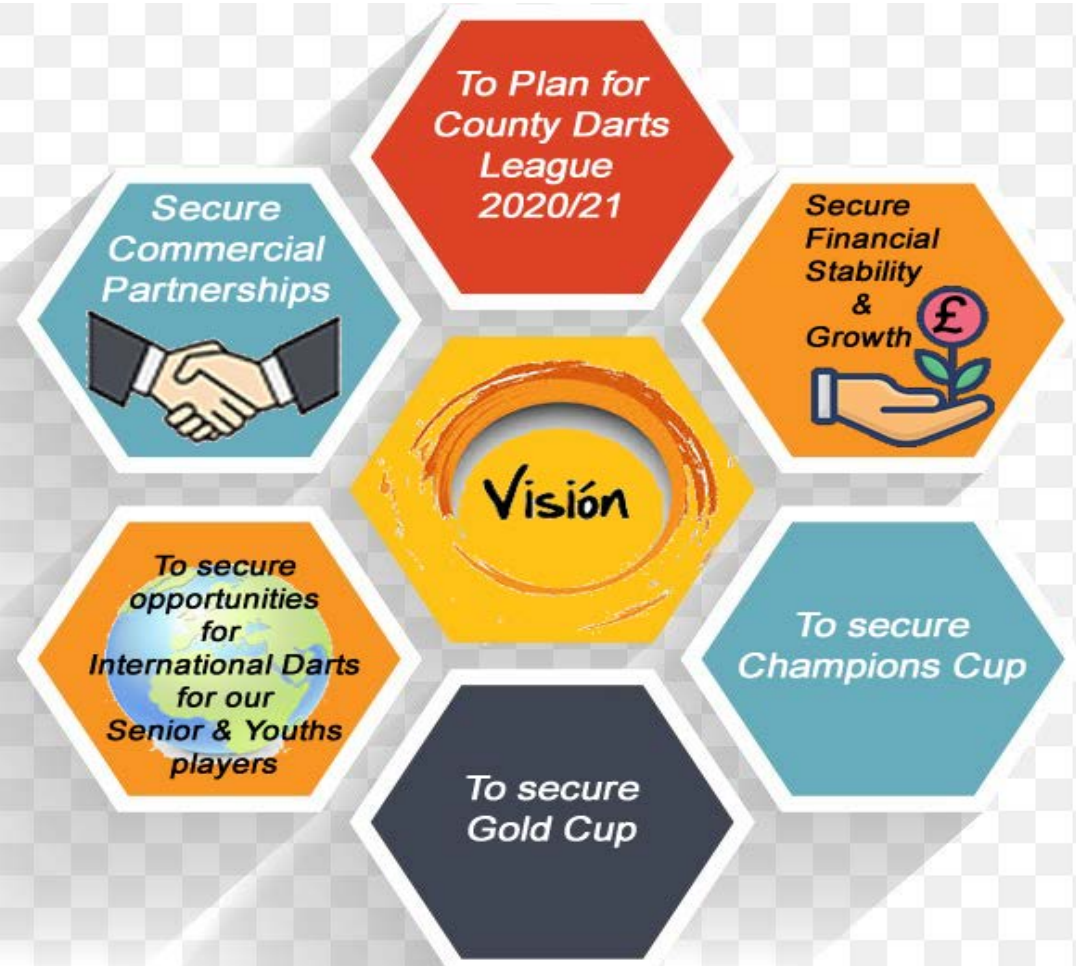 To Plan for
County Darts
League
2020/21
Secure
Commercial
Partnerships
Secure
Financial
Stability
&
Growth
£
Visión
To secure
opportunities
for
International Darts
for our
Senior & Youths
players
To secure
Champions Cup
To secure
Gold Cup